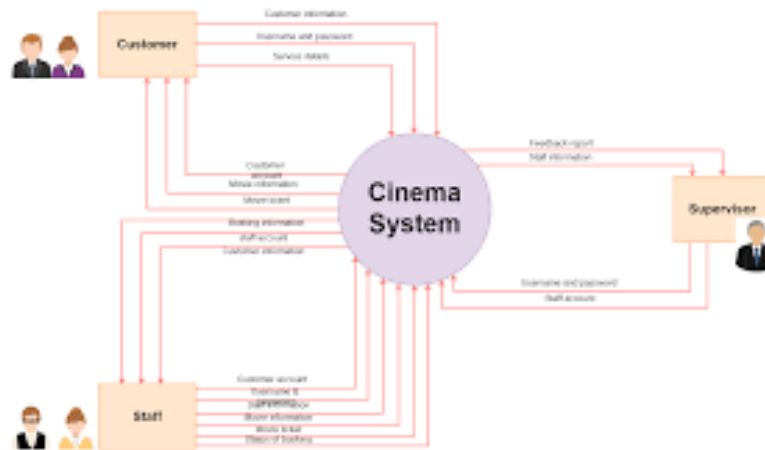 Customer information
Customer
Username and password
Service details
Feedback report
Staff information
Customer
account
Movie information
Movie ticket
Cinema
System
Supervisor
Booking information
staff account
Customer information
Username and password
Staff account
Customer account
Username &
Staff information
Movie information
Movie ticket
Status of booking
Staff